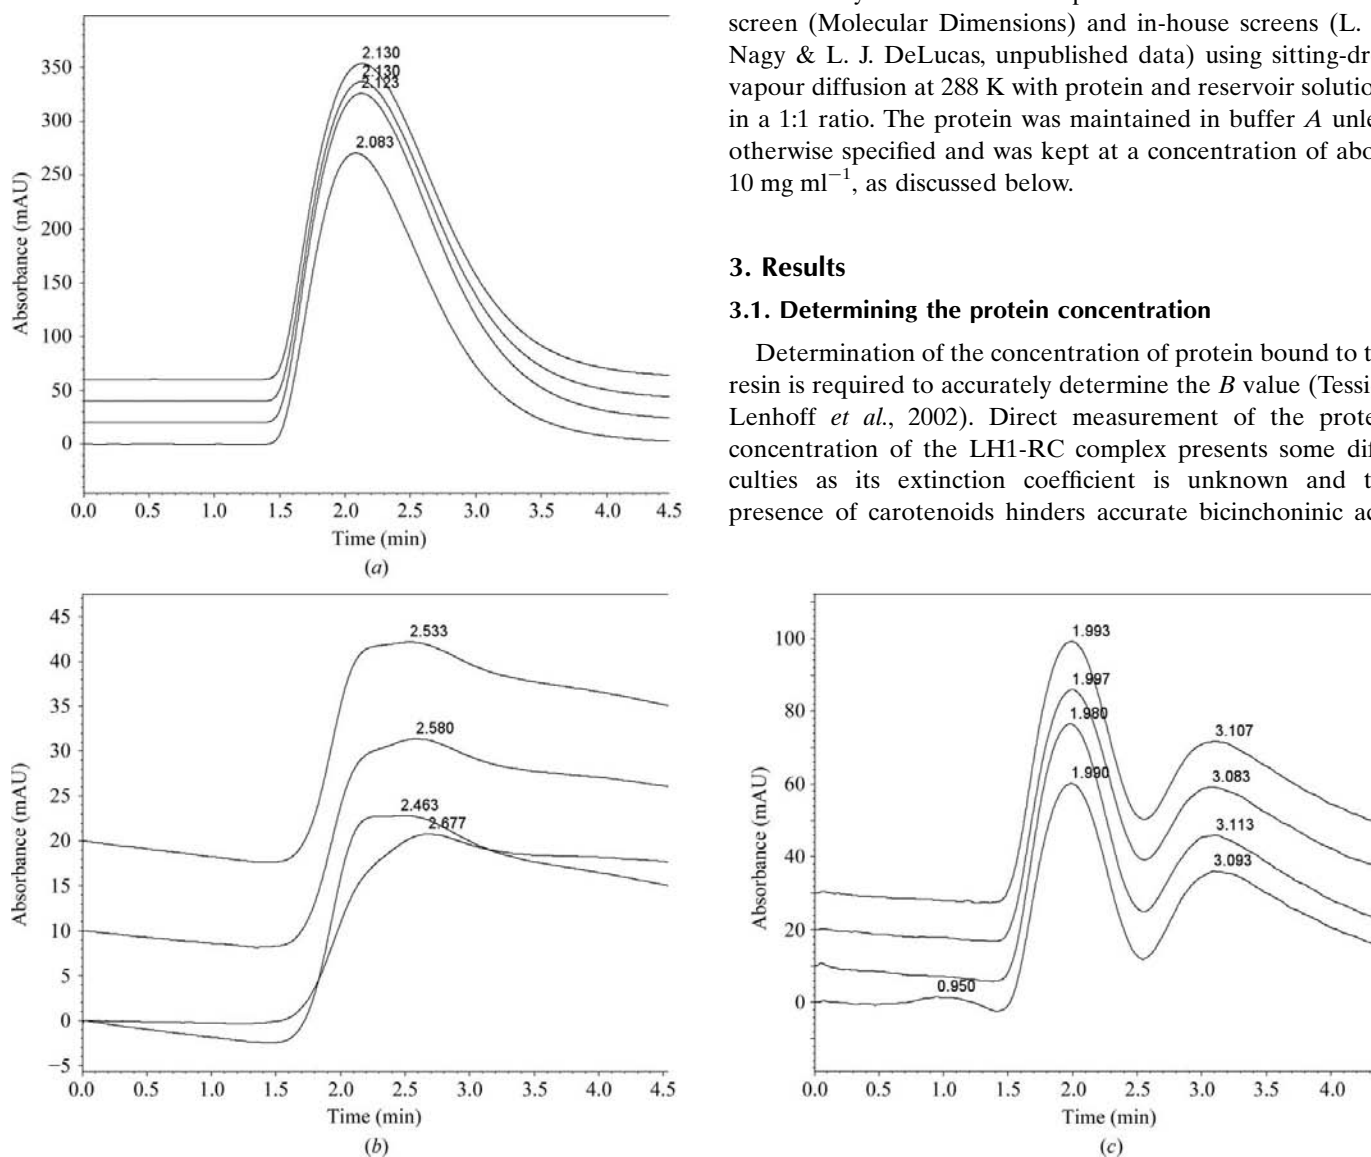 screen (Molecular Dimensions) and in-house screens (L.
Nagy & L. J. DeLucas, unpublished data) using sitting-dr
vapour diffusion at 288 K with protein and reservoir solution
in a 1:1 ratio. The protein was maintained in buffer A unle
otherwise specified and was kept at a concentration of abo
10 mg ml⁻¹, as discussed below.
3. Results
3.1. Determining the protein concentration
Determination of the concentration of protein bound to t
resin is required to accurately determine the B value (Tessi
Lenhoff et al., 2002). Direct measurement of the prote
concentration of the LH1-RC complex presents some dif
culties as its extinction coefficient is unknown and t
presence of carotenoids hinders accurate bicinchoninic ac
Absorbance (mAU)
350
300
250
200
150
100
50
0
2.130
2.130
2.123
2.083
0.0 0.5 1.0 1.5 2.0 2.5 3.0 3.5 4.0 4.5
Time (min)
(a)
Absorbance (mAU)
45
35
30
25
20
10
5
0
−5
2.533
2.580
2.463
2.677
0.0 0.5 1.0 1.5 2.0 2.5 3.0 3.5 4.0 4.5
Time (min)
(b)
Absorbance (mAU)
100
80
60
40
20
0
1.993
1.997
1.980
1.990
3.107
3.083
3.113
3.093
0.950
0.0 0.5 1.0 1.5 2.0 2.5 3.0 3.5 4.0
Time (min)
(c)